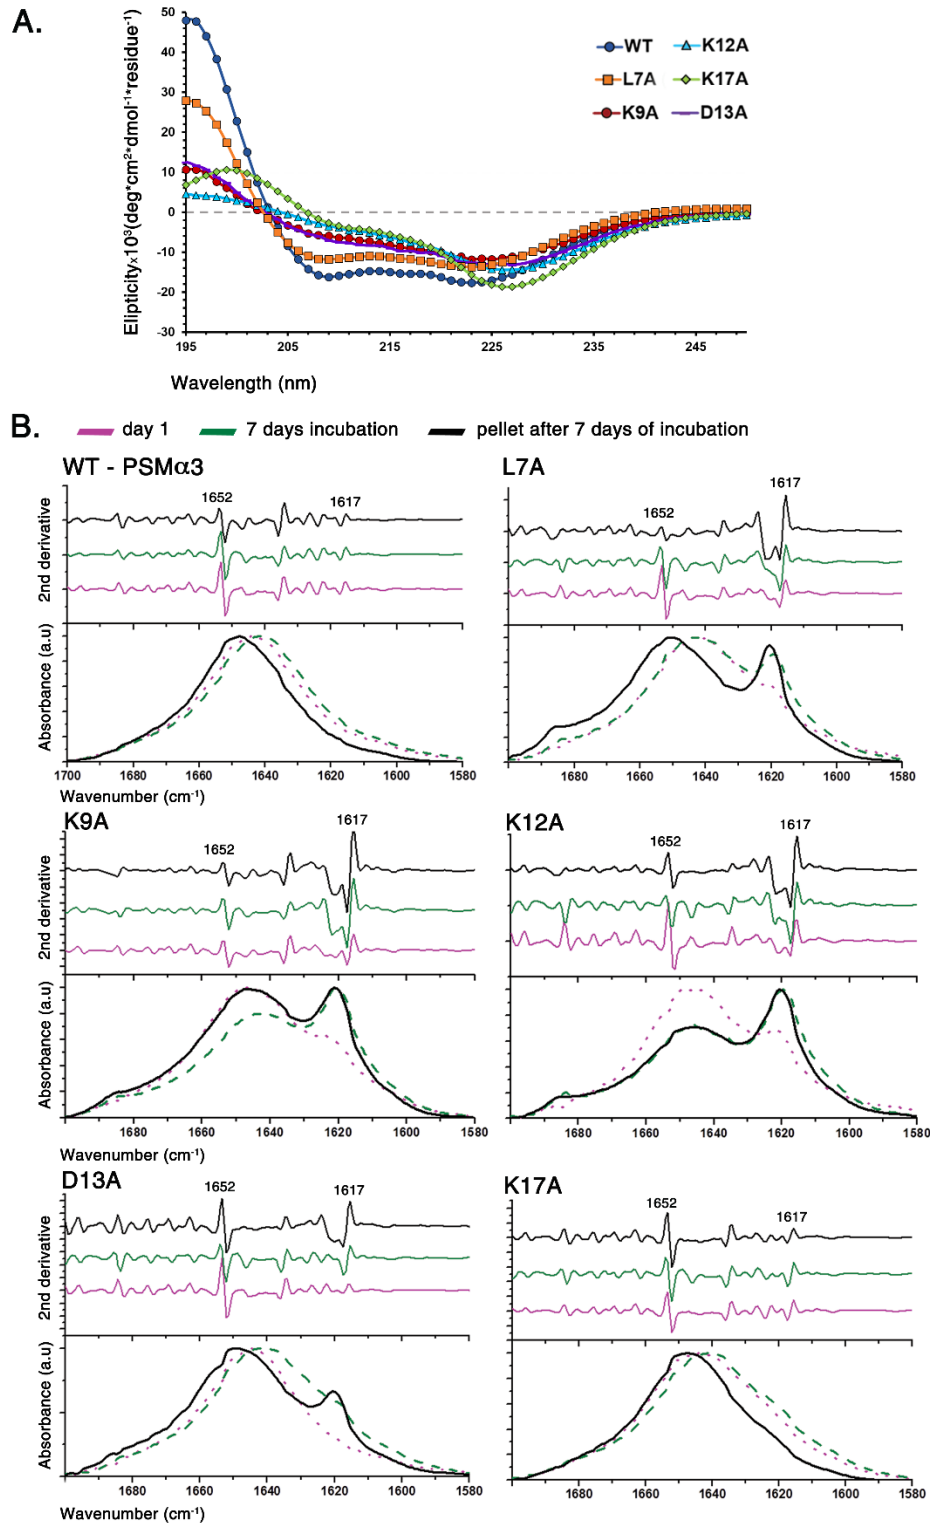 A.
Elipticity x 10³(deg*cm²*dmol⁻¹*residue⁻¹)
50
40
30
20
10
0
-10
-20
-30
WT
K12A
L7A
K17A
K9A
D13A
195 205 215 225 235 245
Wavelength (nm)
B.
day 1
7 days incubation
pellet after 7 days of incubation
WT - PSMα3
2nd derivative
1652
1617
Absorbance (a.u)
1700 1680 1660 1640 1620 1600 1580
Wavenumber (cm⁻¹)
L7A
1652
1617
1680 1660 1640 1620 1600 1580
K9A
2nd derivative
1652
1617
Absorbance (a.u)
1680 1660 1640 1620 1600 1580
Wavenumber (cm⁻¹)
K12A
1652
1617
1680 1660 1640 1620 1600 1580
D13A
2nd derivative
1652
1617
Absorbance (a.u)
1680 1660 1640 1620 1600 1580
Wavenumber (cm⁻¹)
K17A
1652
1617
1680 1660 1640 1620 1600 1580